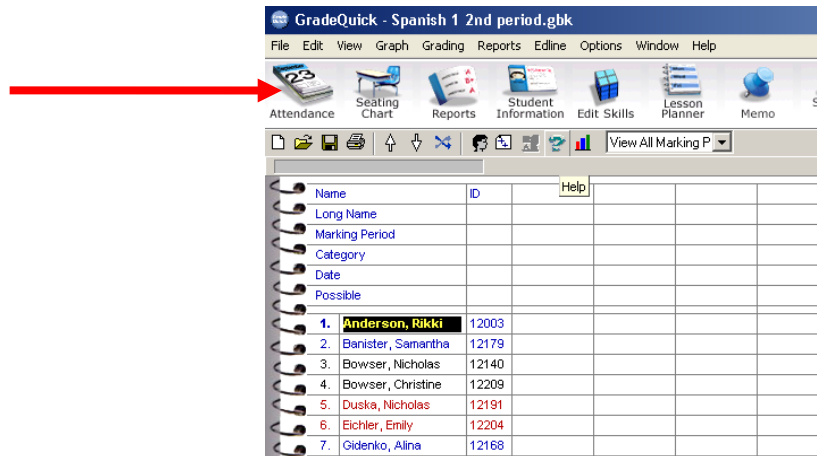 GradeQuick - Spanish 1 2nd period.gbk
File Edit View Graph Grading Reports Edline Options Window Help
23
Attendance
Seating Chart
Reports
Student Information
Edit Skills
Lesson Planner
Memo
S
View All Marking P
Help
Name ID
Long Name
Marking Period
Category
Date
Possible
1. Anderson, Rikki 12003
2. Banister, Samantha 12179
3. Bowser, Nicholas 12140
4. Bowser, Christine 12209
5. Duska, Nicholas 12191
6. Eichler, Emily 12204
7. Gidenko, Alina 12168